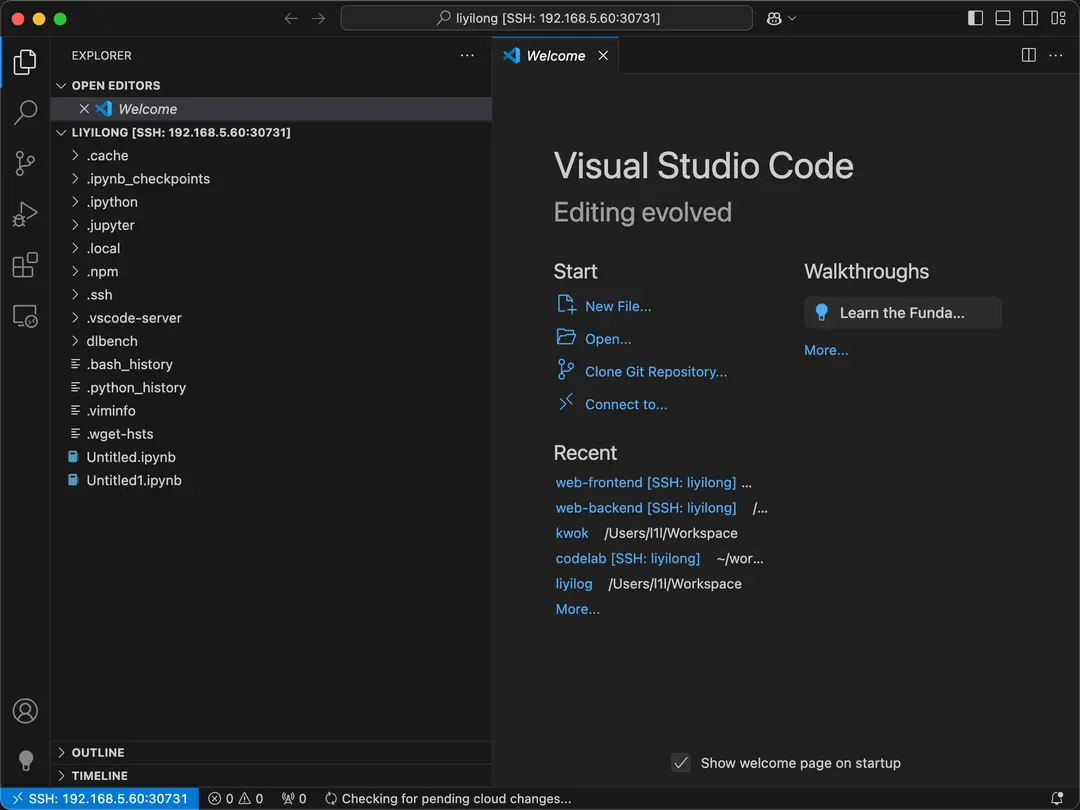 liyilong [SSH: 192.168.5.60:30731]
EXPLORER
OPEN EDITORS
Welcome
LIYILONG [SSH: 192.168.5.60:30731]
.cache
.ipynb_checkpoints
.ipython
.jupyter
.local
.npm
.ssh
.vscode-server
dlbench
.bash_history
.python_history
.viminfo
.wget-hsts
Untitled.ipynb
Untitled1.ipynb
OUTLINE
TIMELINE
Welcome
Visual Studio Code
Editing evolved
Start
New File...
Open...
Clone Git Repository...
Connect to...
Recent
web-frontend [SSH: liyilong] ...
web-backend [SSH: liyilong] /...
kwok /Users/l1l/Workspace
codelab [SSH: liyilong] ~/wor...
liyilog /Users/l1l/Workspace
More...
Walkthroughs
Learn the Funda...
More...
Show welcome page on startup
SSH: 192.168.5.60:30731 0 0 0 Checking for pending cloud changes...